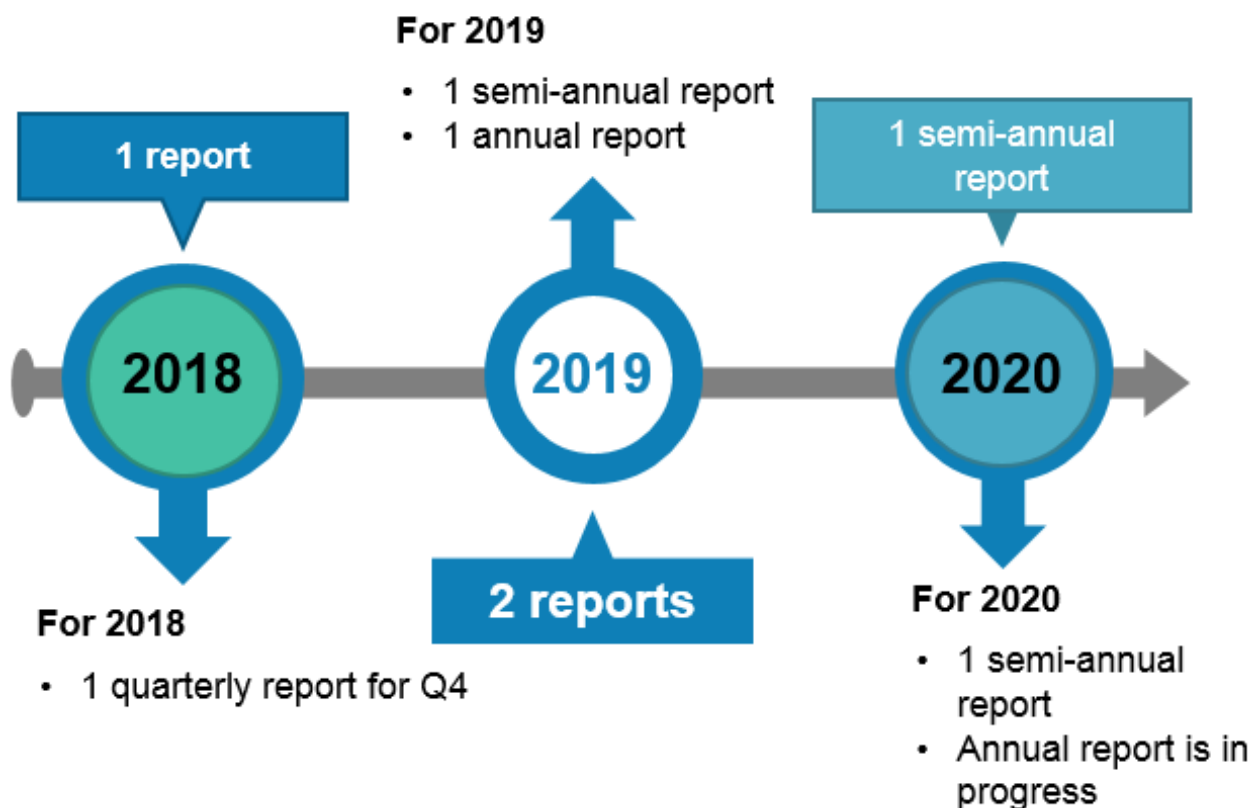 For 2019
• 1 semi-annual report
• 1 annual report
1 report
1 semi-annual
report
2018
2019
2020
2 reports
For 2018
• 1 quarterly report for Q4
For 2020
• 1 semi-annual
report
• Annual report is in
progress